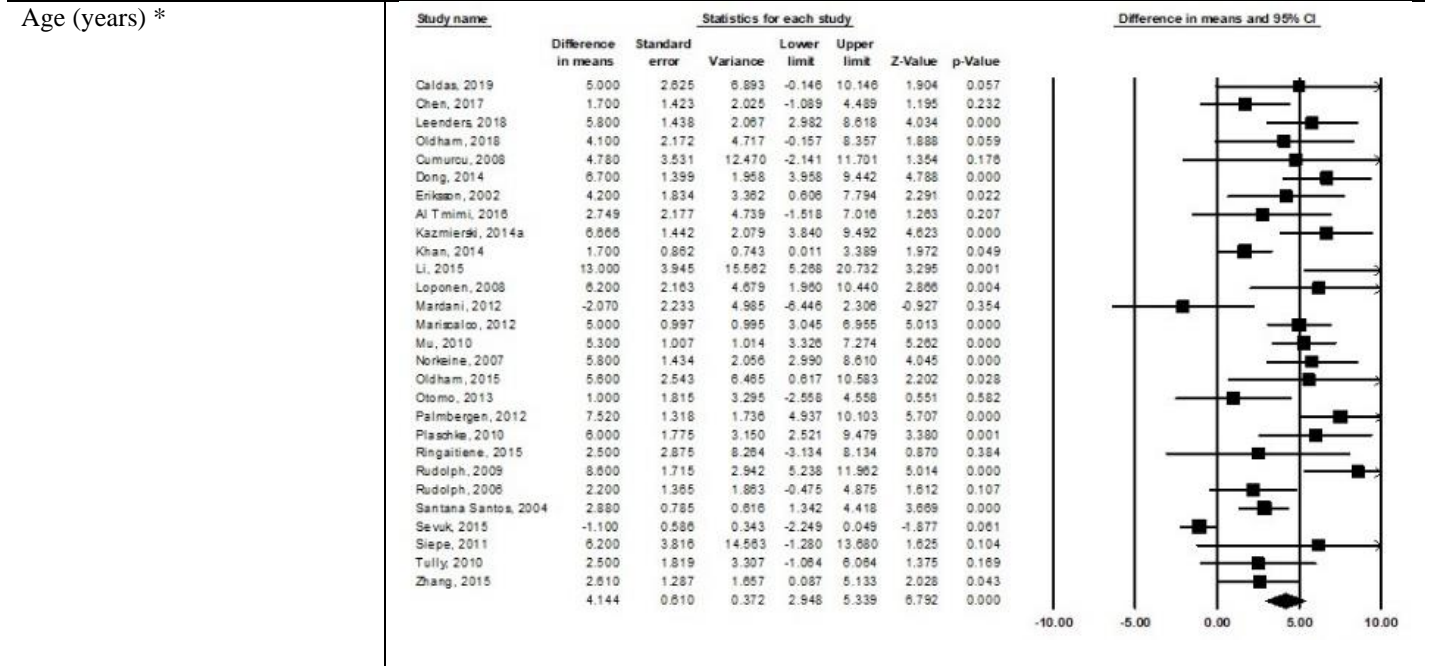 Age (years) *
Study name Statistics for each study Difference in means and 95% CI
Difference in means Standard error Variance Lower limit Upper limit Z-Value p-Value
Caldas, 2019 5.000 2.625 6.893 -0.146 10.146 1.904 0.057
Chen, 2017 1.700 1.423 2.025 -1.089 4.489 1.195 0.232
Leenders, 2018 5.800 1.438 2.067 2.982 8.618 4.034 0.000
Oldham, 2018 4.100 2.172 4.717 -0.157 8.357 1.888 0.059
Cumurcu, 2008 4.780 3.531 12.470 -2.141 11.701 1.354 0.176
Dong, 2014 6.700 1.399 1.958 3.958 9.442 4.788 0.000
Eriksson, 2002 4.200 1.834 3.362 0.606 7.794 2.291 0.022
Al Tmimi, 2016 2.749 2.177 4.739 -1.518 7.016 1.263 0.207
Kazmierski, 2014a 6.666 1.442 2.079 3.840 9.492 4.623 0.000
Khan, 2014 1.700 0.862 0.743 0.011 3.389 1.972 0.049
Li, 2015 13.000 3.945 15.562 5.268 20.732 3.295 0.001
Loponen, 2008 6.200 2.163 4.679 1.960 10.440 2.866 0.004
Mardani, 2012 -2.070 2.233 4.985 -6.446 2.306 -0.927 0.354
Mariscalco, 2012 5.000 0.997 0.995 3.045 6.955 5.013 0.000
Mu, 2010 5.300 1.007 1.014 3.326 7.274 5.262 0.000
Norkeine, 2007 5.800 1.434 2.056 2.990 8.610 4.045 0.000
Oldham, 2015 5.600 2.543 6.465 0.617 10.583 2.202 0.028
Otomo, 2013 1.000 1.815 3.295 -2.558 4.558 0.551 0.582
Palmbergen, 2012 7.520 1.318 1.736 4.937 10.103 5.707 0.000
Plaschke, 2010 6.000 1.775 3.150 2.521 9.479 3.380 0.001
Ringaitiene, 2015 2.500 2.875 8.264 -3.134 8.134 0.870 0.384
Rudolph, 2009 8.600 1.715 2.942 5.238 11.962 5.014 0.000
Rudolph, 2006 2.200 1.365 1.863 -0.475 4.875 1.612 0.107
Santana Santos, 2004 2.880 0.785 0.616 1.342 4.418 3.669 0.000
Sevuk, 2015 -1.100 0.586 0.343 -2.249 0.049 -1.877 0.061
Siepe, 2011 6.200 3.816 14.563 -1.280 13.680 1.625 0.104
Tully, 2010 2.500 1.819 3.307 -1.064 6.064 1.375 0.169
Zhang, 2015 2.610 1.287 1.657 0.087 5.133 2.028 0.043
4.144 0.610 0.372 2.948 5.339 6.792 0.000
-10.00 -5.00 0.00 5.00 10.00